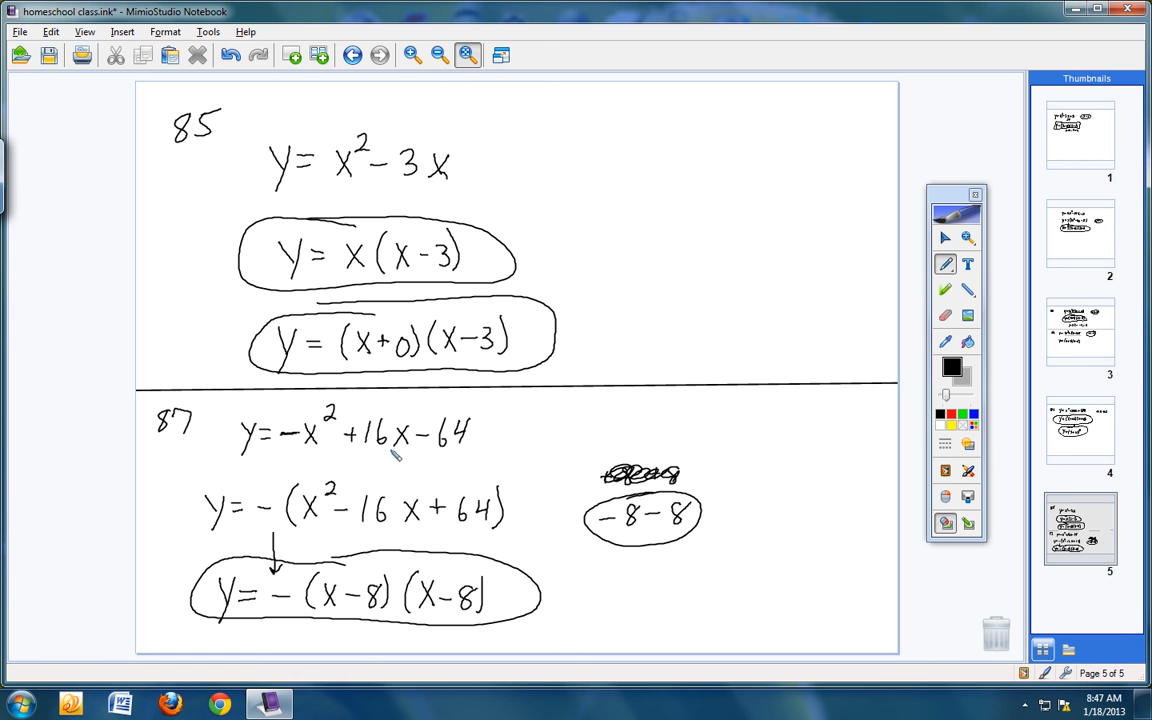 homeschool class.ink* - MimioStudio Notebook
File Edit View Insert Format Tools Help
Thumbnails
85
y = x² - 3x
y = x(x-3)
y = (x+0)(x-3)
87
y = -x² + 16x - 64
y = -(x² - 16x + 64)
-8 -8
y = -(x-8)(x-8)
T
1
2
3
4
5
Page 5 of 5
8:47 AM
1/18/2013